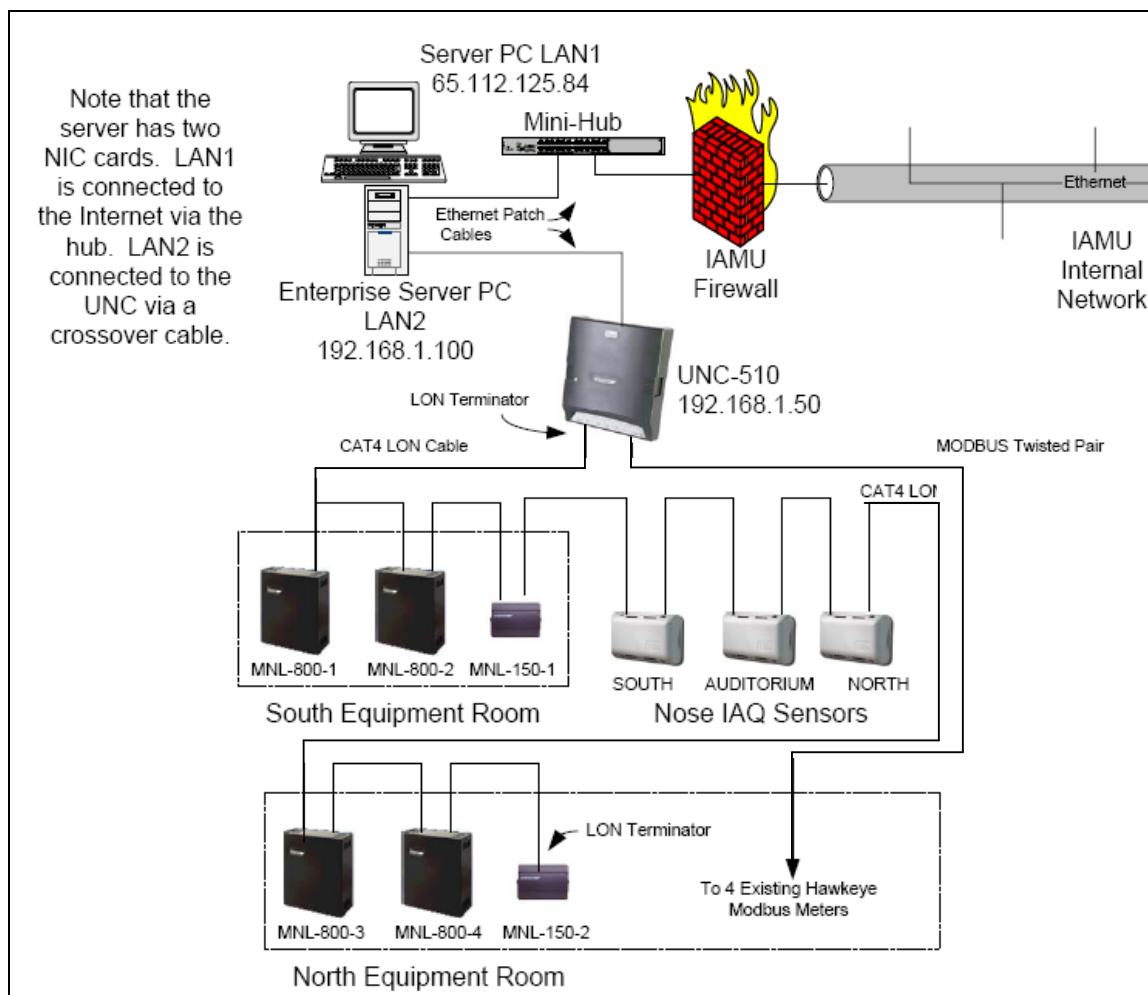 Note that the
server has two
NIC cards. LAN1
is connected to
the Internet via the
hub. LAN2 is
connected to the
UNC via a
crossover cable.
Server PC LAN1
65.112.125.84
Mini-Hub
Ethernet Patch
Cables
Enterprise Server PC
LAN2
192.168.1.100
IAMU
Firewall
Ethernet
IAMU
Internal
Network
UNC-510
192.168.1.50
LON Terminator
CAT4 LON Cable
MODBUS Twisted Pair
CAT4 LON
MNL-800-1
MNL-800-2
MNL-150-1
South Equipment Room
SOUTH
AUDITORIUM
NORTH
Nose IAQ Sensors
LON Terminator
MNL-800-3
MNL-800-4
MNL-150-2
To 4 Existing Hawkeye
Modbus Meters
North Equipment Room